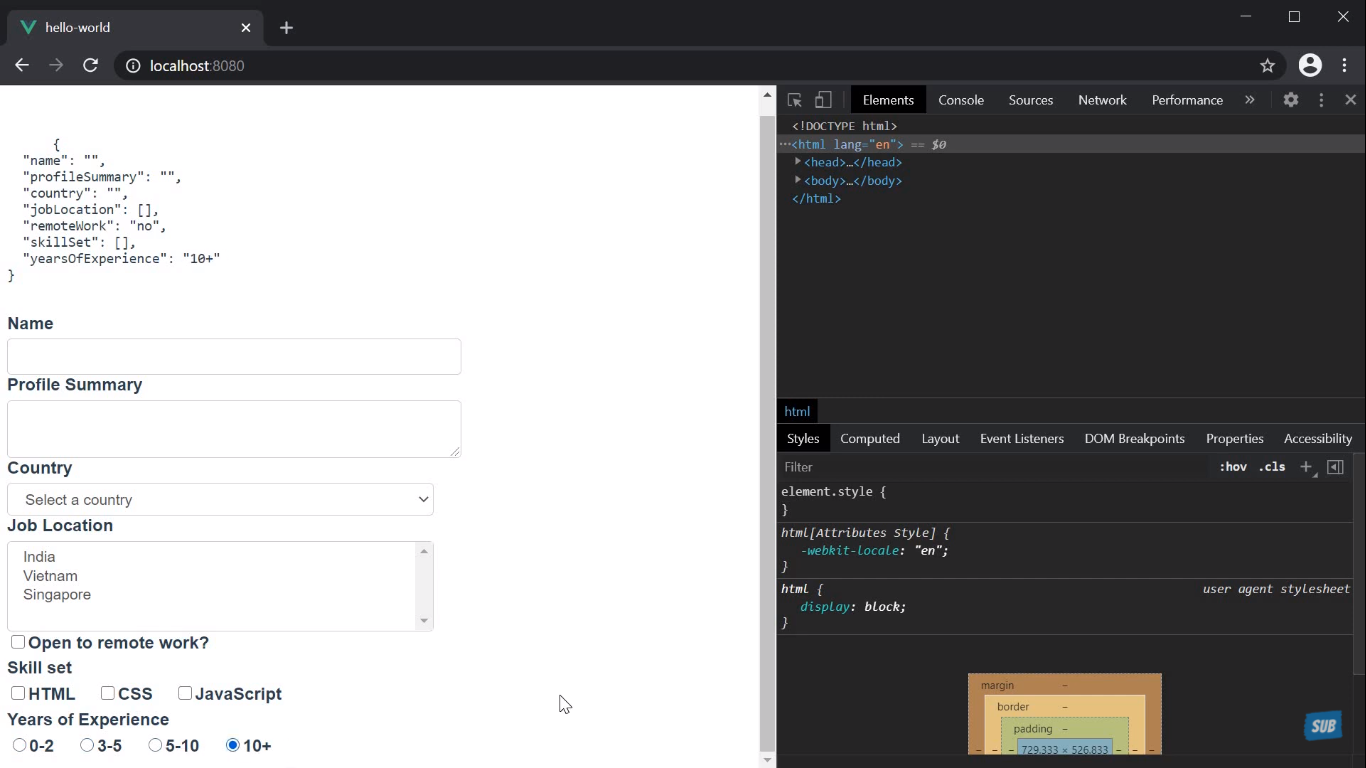 hello-world
localhost:8080
{
"name": "",
"profileSummary": "",
"country": "",
"jobLocation": [],
"remoteWork": "no",
"skillSet": [],
"yearsOfExperience": "10+"
}
Name
Profile Summary
Country
Select a country
Job Location
India
Vietnam
Singapore
Open to remote work?
Skill set
HTML CSS JavaScript
Years of Experience
0-2 3-5 5-10 10+
Elements Console Sources Network Performance »
<!DOCTYPE html>
⋯<html lang="en"> == $0
<head>…</head>
<body>…</body>
</html>
html
Styles Computed Layout Event Listeners DOM Breakpoints Properties Accessibility
Filter :hov .cls +
element.style {
}
html[Attributes Style] {
-webkit-locale: "en";
}
html { user agent stylesheet
display: block;
}
margin –
border –
padding –
– – – 729.333 × 526.833 – – –
SUB